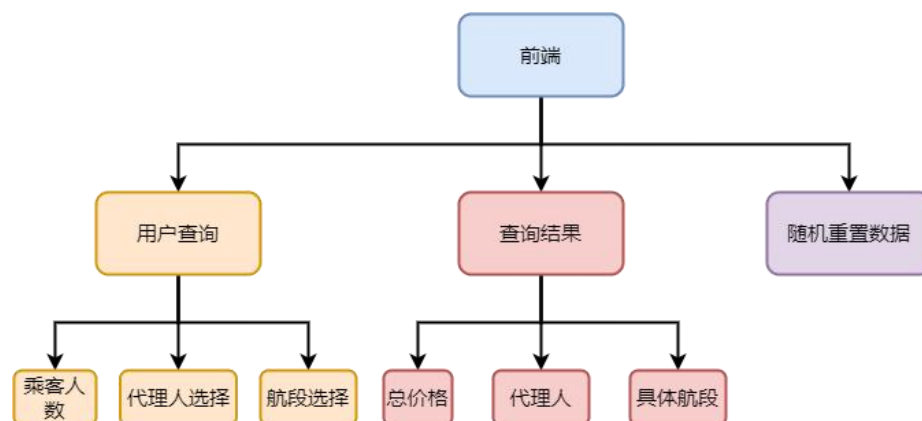 前端
用户查询
查询结果
随机重置数据
乘客人
数
代理人选择
航段选择
总价格
代理人
具体航段